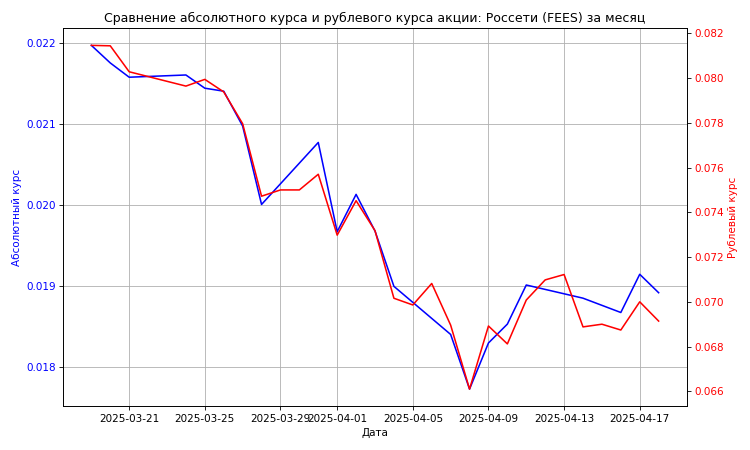 Сравнение абсолютного курса и рублевого курса акции: Россети (FEES) за месяц
0.022
0.021
0.020
0.019
0.018
Абсолютный курс
0.082
0.080
0.078
0.076
0.074
0.072
0.070
0.068
0.066
Рублевый курс
2025-03-21 2025-03-25 2025-03-29 2025-04-01 2025-04-05 2025-04-09 2025-04-13 2025-04-17
Дата